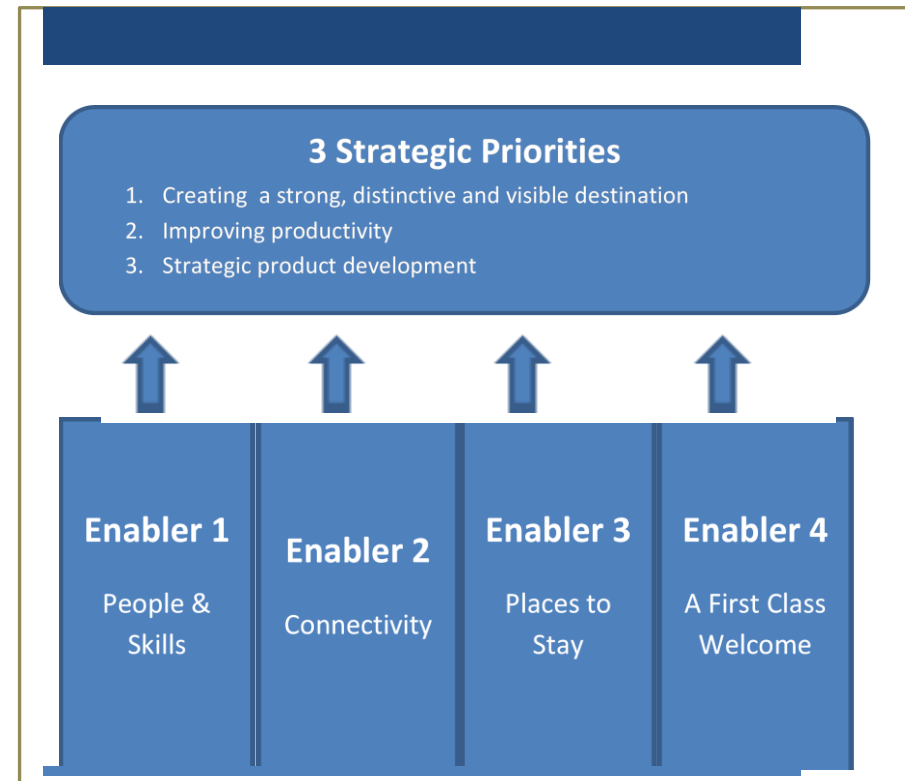 3 Strategic Priorities
1. Creating a strong, distinctive and visible destination
2. Improving productivity
3. Strategic product development
Enabler 1
People &
Skills
Enabler 2
Connectivity
Enabler 3
Places to
Stay
Enabler 4
A First Class
Welcome